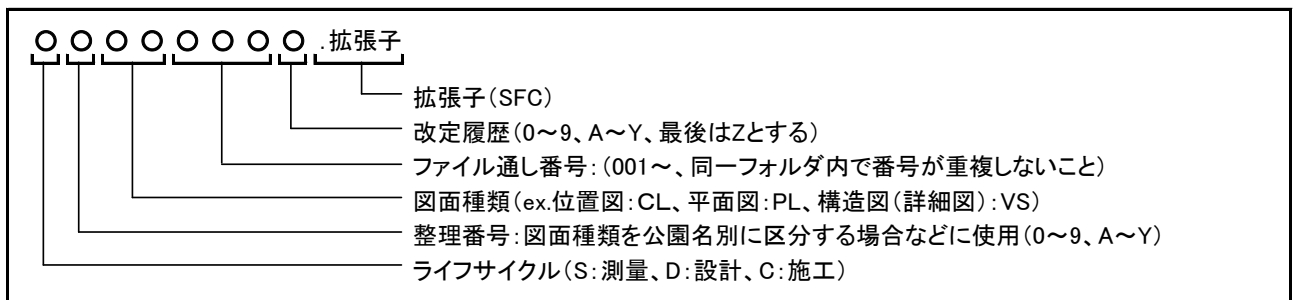 ○○○○○○○○.拡張子
拡張子(SFC)
改定履歴(0~9、A~Y、最後はZとする)
ファイル通し番号:(001~、同一フォルダ内で番号が重複しないこと)
図面種類(ex.位置図:CL、平面図:PL、構造図(詳細図):VS)
整理番号:図面種類を公園名別に区分する場合などに使用(0~9、A~Y)
ライフサイクル(S:測量、D:設計、C:施工)